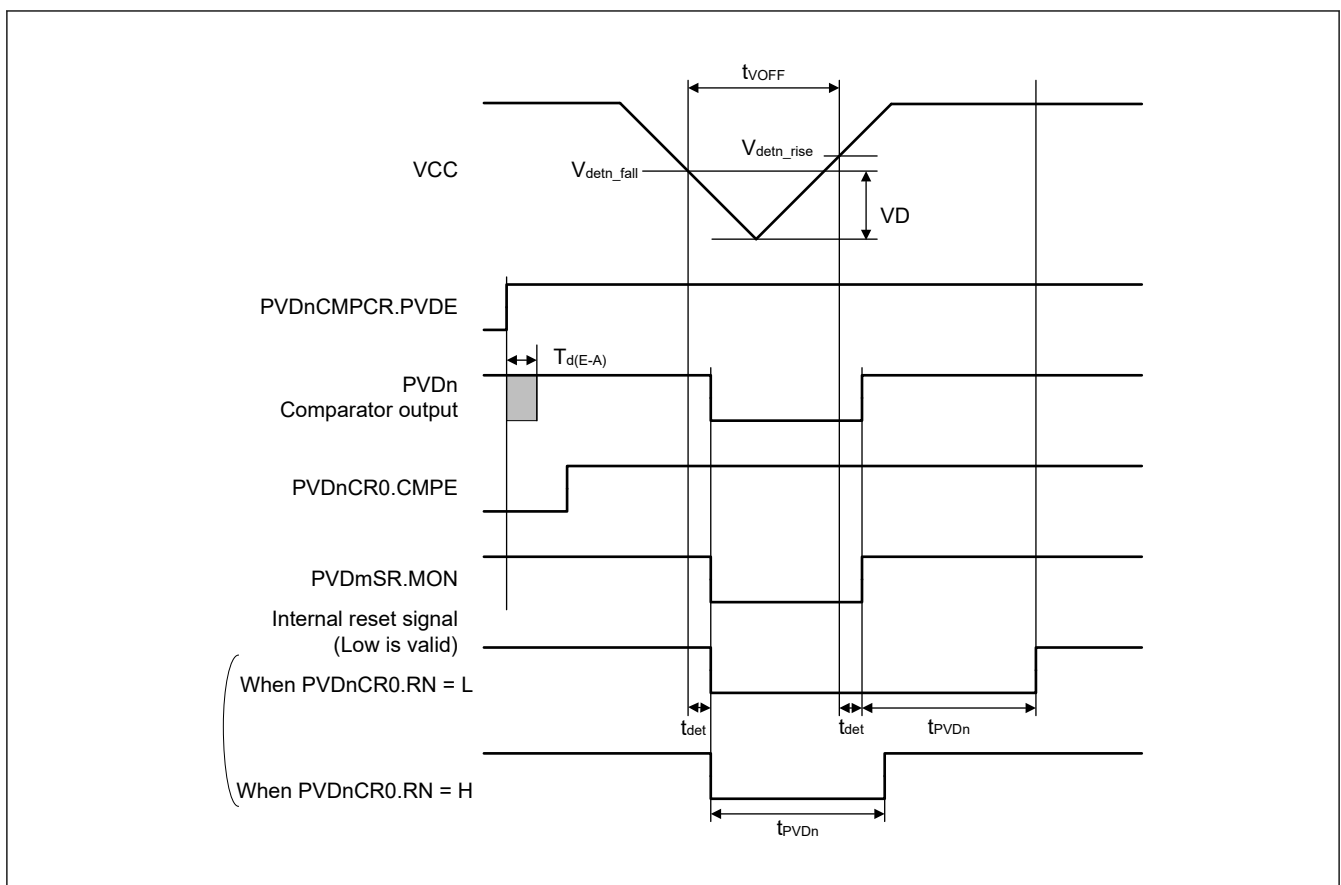 tVOFF
Vdetn_rise
VCC
Vdetn_fall
VD
PVDnCMPCR.PVDE
Td(E-A)
PVDn
Comparator output
PVDnCR0.CMPE
PVDmSR.MON
Internal reset signal
(Low is valid)
When PVDnCR0.RN = L
tdet
tdet
tPVDn
When PVDnCR0.RN = H
tPVDn